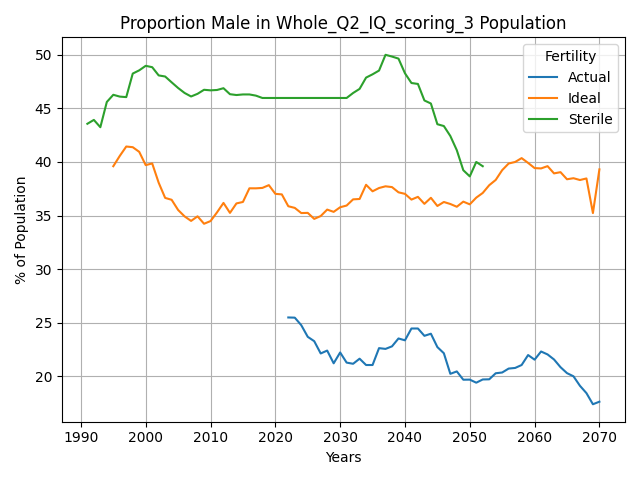 Proportion Male in Whole_Q2_IQ_scoring_3 Population
Fertility
Actual
Ideal
Sterile
% of Population
50
45
40
35
30
25
20
1990 2000 2010 2020 2030 2040 2050 2060 2070
Years